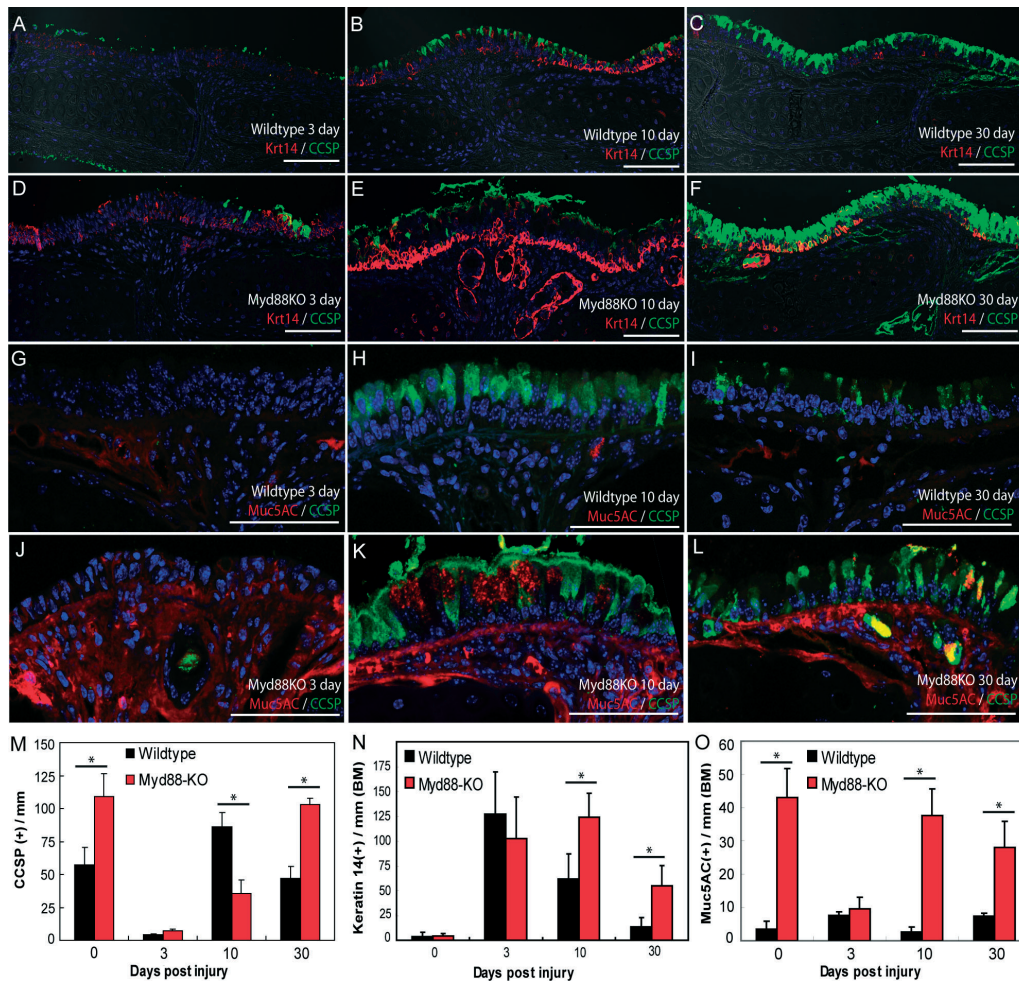 A
Wildtype 3 day
Krt14 / CCSP
B
Wildtype 10 day
Krt14 / CCSP
C
Wildtype 30 day
Krt14 / CCSP
D
Myd88KO 3 day
Krt14 / CCSP
E
Myd88KO 10 day
Krt14 / CCSP
F
Myd88KO 30 day
Krt14 / CCSP
G
Wildtype 3 day
Muc5AC / CCSP
H
Wildtype 10 day
Muc5AC / CCSP
I
Wildtype 30 day
Muc5AC / CCSP
J
Myd88KO 3 day
Muc5AC / CCSP
K
Myd88KO 10 day
Muc5AC / CCSP
L
Myd88KO 30 day
Muc5AC / CCSP
M
CCSP (+) / mm
150
125
100
75
50
25
0
Wildtype
Myd88-KO
*
*
*
0 3 10 30
Days post injury
N
Keratin 14(+) / mm (BM)
175
150
125
100
75
50
25
0
Wildtype
Myd88-KO
*
*
0 3 10 30
Days post injury
O
Muc5AC(+) / mm (BM)
60
50
40
30
20
10
0
Wildtype
Myd88-KO
*
*
*
0 3 10 30
Days post injury